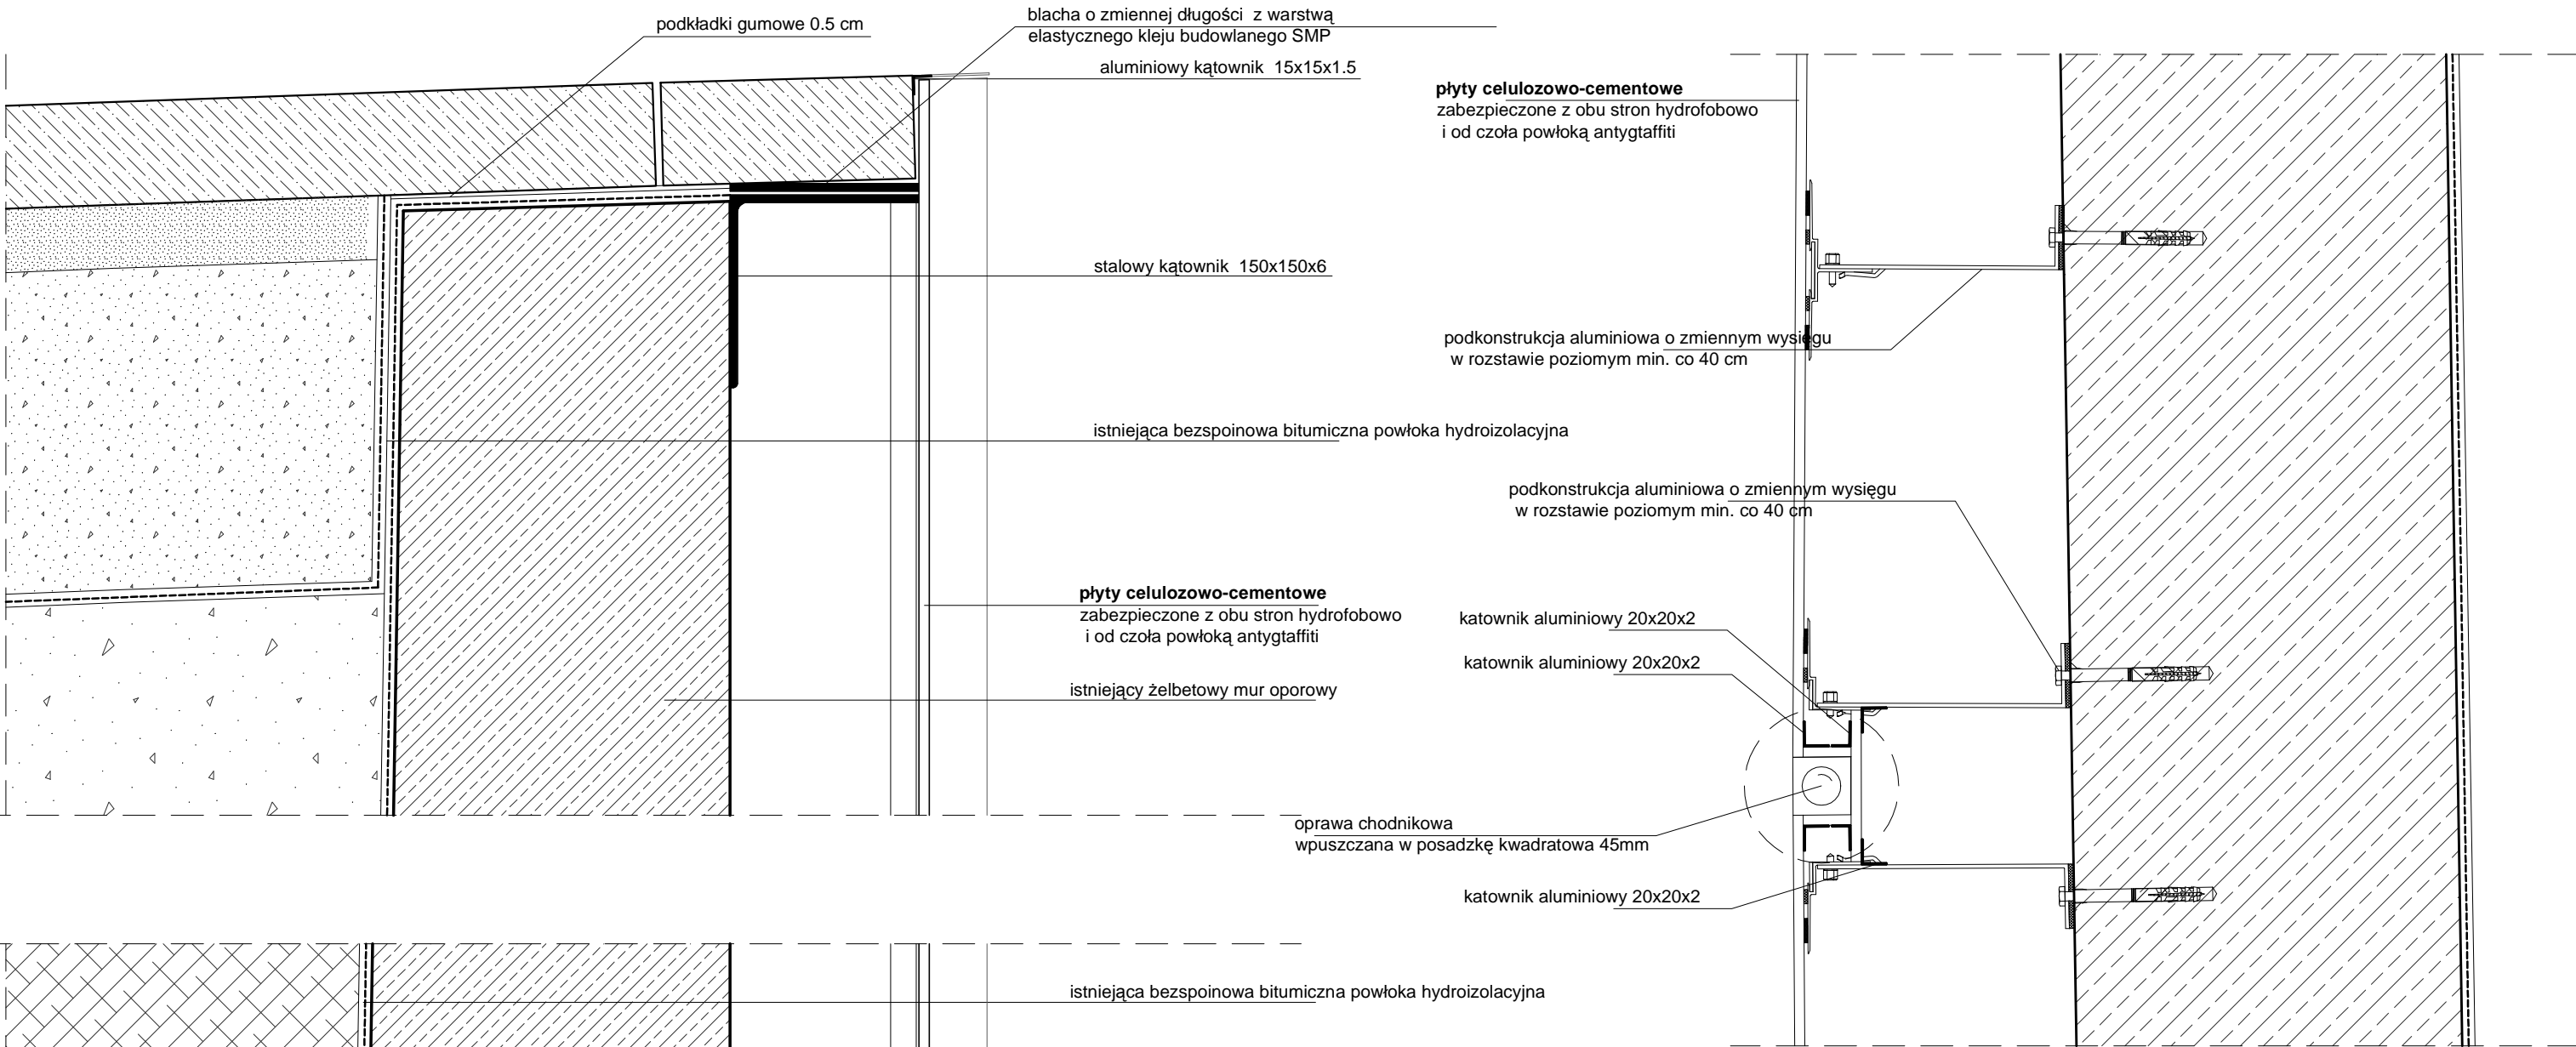 podkładki gumowe 0.5 cm
blacha o zmiennej długości z warstwą
elastycznego kleju budowlanego SMP
aluminiowy kątownik 15x15x1.5
stalowy kątownik 150x150x6
istniejąca bezspoinowa bitumiczna powłoka hydroizolacyjna
płyty celulozowo-cementowe
zabezpieczone z obu stron hydrofobowo
i od czoła powłoką antygtaffiti
istniejący żelbetowy mur oporowy
istniejąca bezspoinowa bitumiczna powłoka hydroizolacyjna
płyty celulozowo-cementowe
zabezpieczone z obu stron hydrofobowo
i od czoła powłoką antygtaffiti
podkonstrukcja aluminiowa o zmiennym wysięgu
w rozstawie poziomym min. co 40 cm
podkonstrukcja aluminiowa o zmiennym wysięgu
w rozstawie poziomym min. co 40 cm
katownik aluminiowy 20x20x2
katownik aluminiowy 20x20x2
oprawa chodnikowa
wpuszczana w posadzkę kwadratowa 45mm
katownik aluminiowy 20x20x2